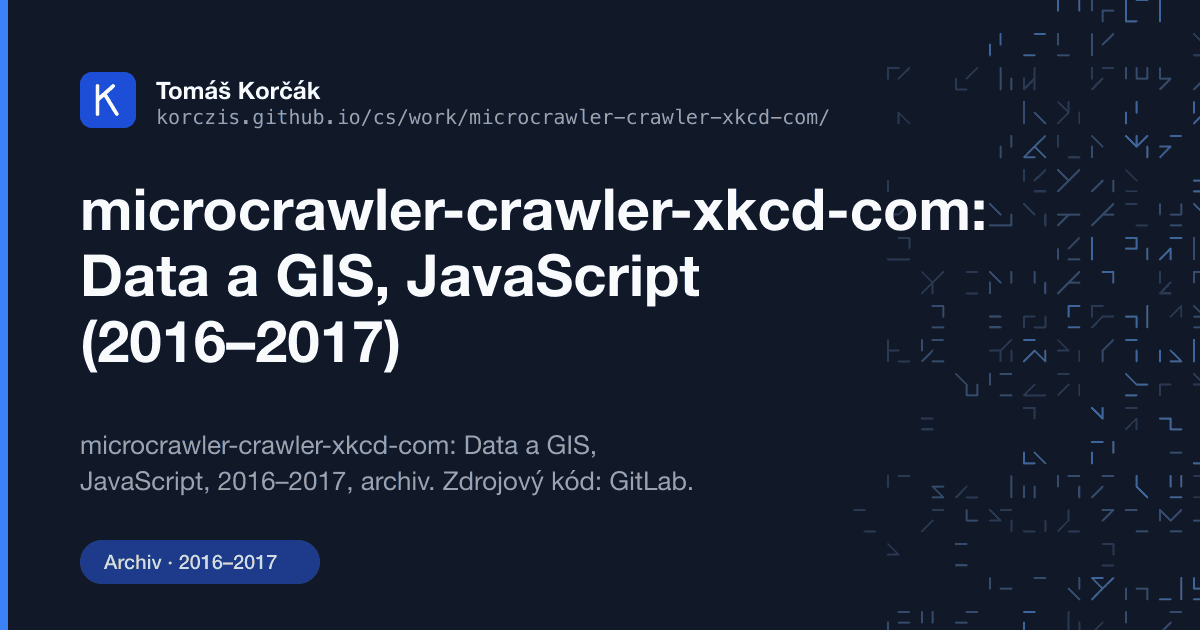 K
Tomáš Korčák
korczis.github.io/cs/work/microcrawler-crawler-xkcd-com/
microcrawler-crawler-xkcd-com:
Data a GIS, JavaScript
(2016–2017)
microcrawler-crawler-xkcd-com: Data a GIS,
JavaScript, 2016–2017, archiv. Zdrojový kód: GitLab.
Archiv · 2016–2017